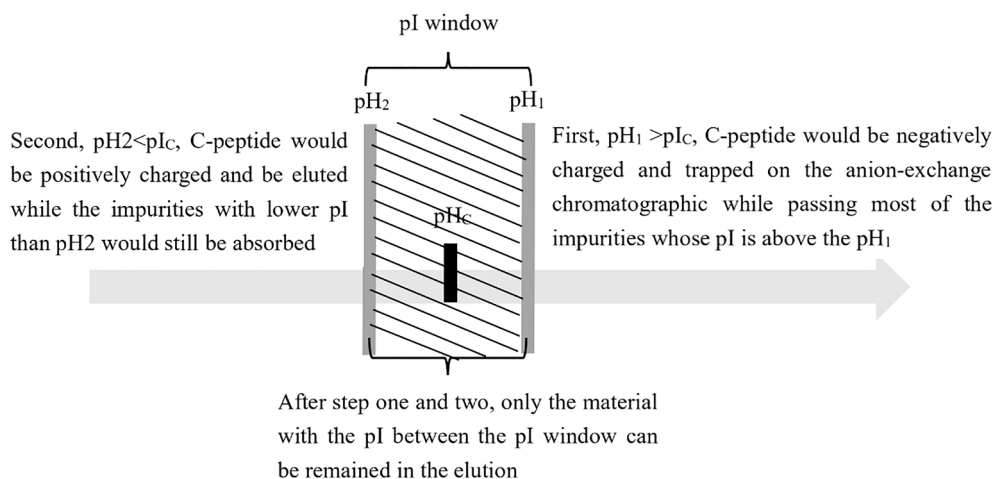 pI window
pH₂
pH₁
Second, pH2<pI_C, C-peptide would
be positively charged and be eluted
while the impurities with lower pI
than pH2 would still be absorbed
pH_C
First, pH₁ >pI_C, C-peptide would be negatively
charged and trapped on the anion-exchange
chromatographic while passing most of the
impurities whose pI is above the pH₁
After step one and two, only the material
with the pI between the pI window can
be remained in the elution